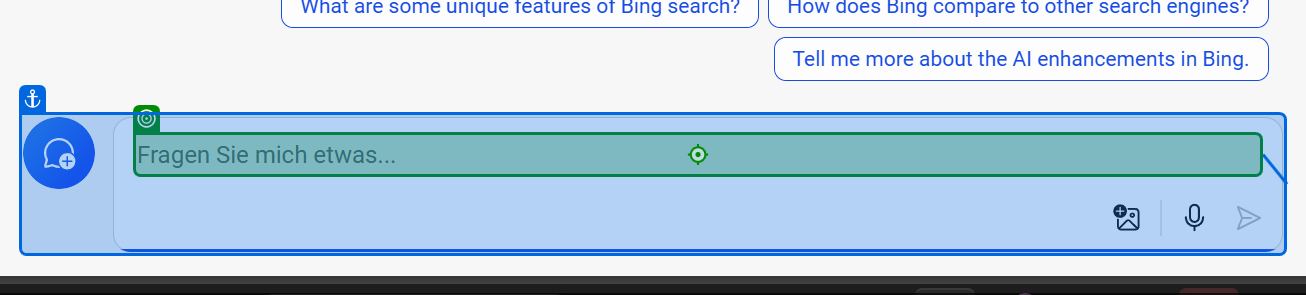 What are some unique features of Bing search?
How does Bing compare to other search engines?
Tell me more about the AI enhancements in Bing.
Fragen Sie mich etwas...